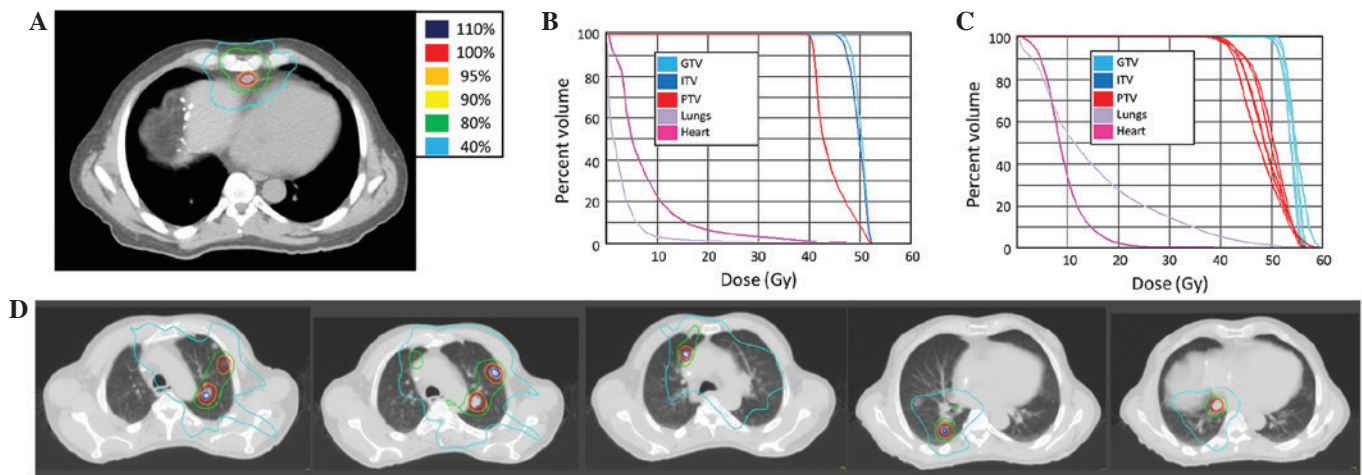 A
110%
100%
95%
90%
80%
40%
B
Percent volume
100
80
60
40
20
0
GTV
ITV
PTV
Lungs
Heart
10 20 30 40 50 60
Dose (Gy)
C
Percent volume
100
80
60
40
20
0
GTV
ITV
PTV
Lungs
Heart
10 20 30 40 50 60
Dose (Gy)
D